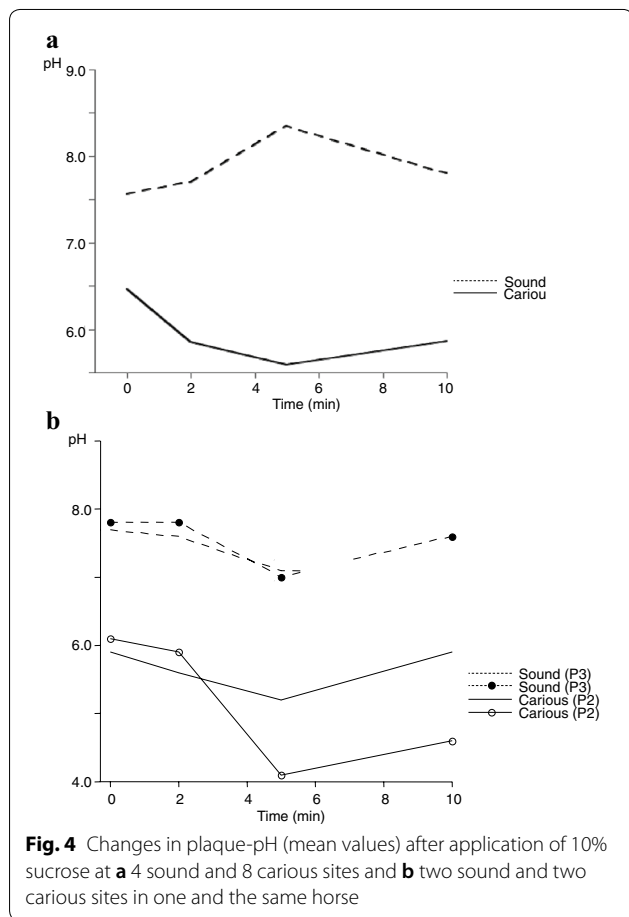 a
pH
9.0
8.0
7.0
6.0
Sound
Cariou
0 2 4 6 8 10
Time (min)
b
pH
8.0
6.0
4.0
Sound (P3)
Sound (P3)
Carious (P2)
Carious (P2)
0 2 4 6 8 10
Time (min)
Fig. 4 Changes in plaque-pH (mean values) after application of 10%
sucrose at a 4 sound and 8 carious sites and b two sound and two
carious sites in one and the same horse